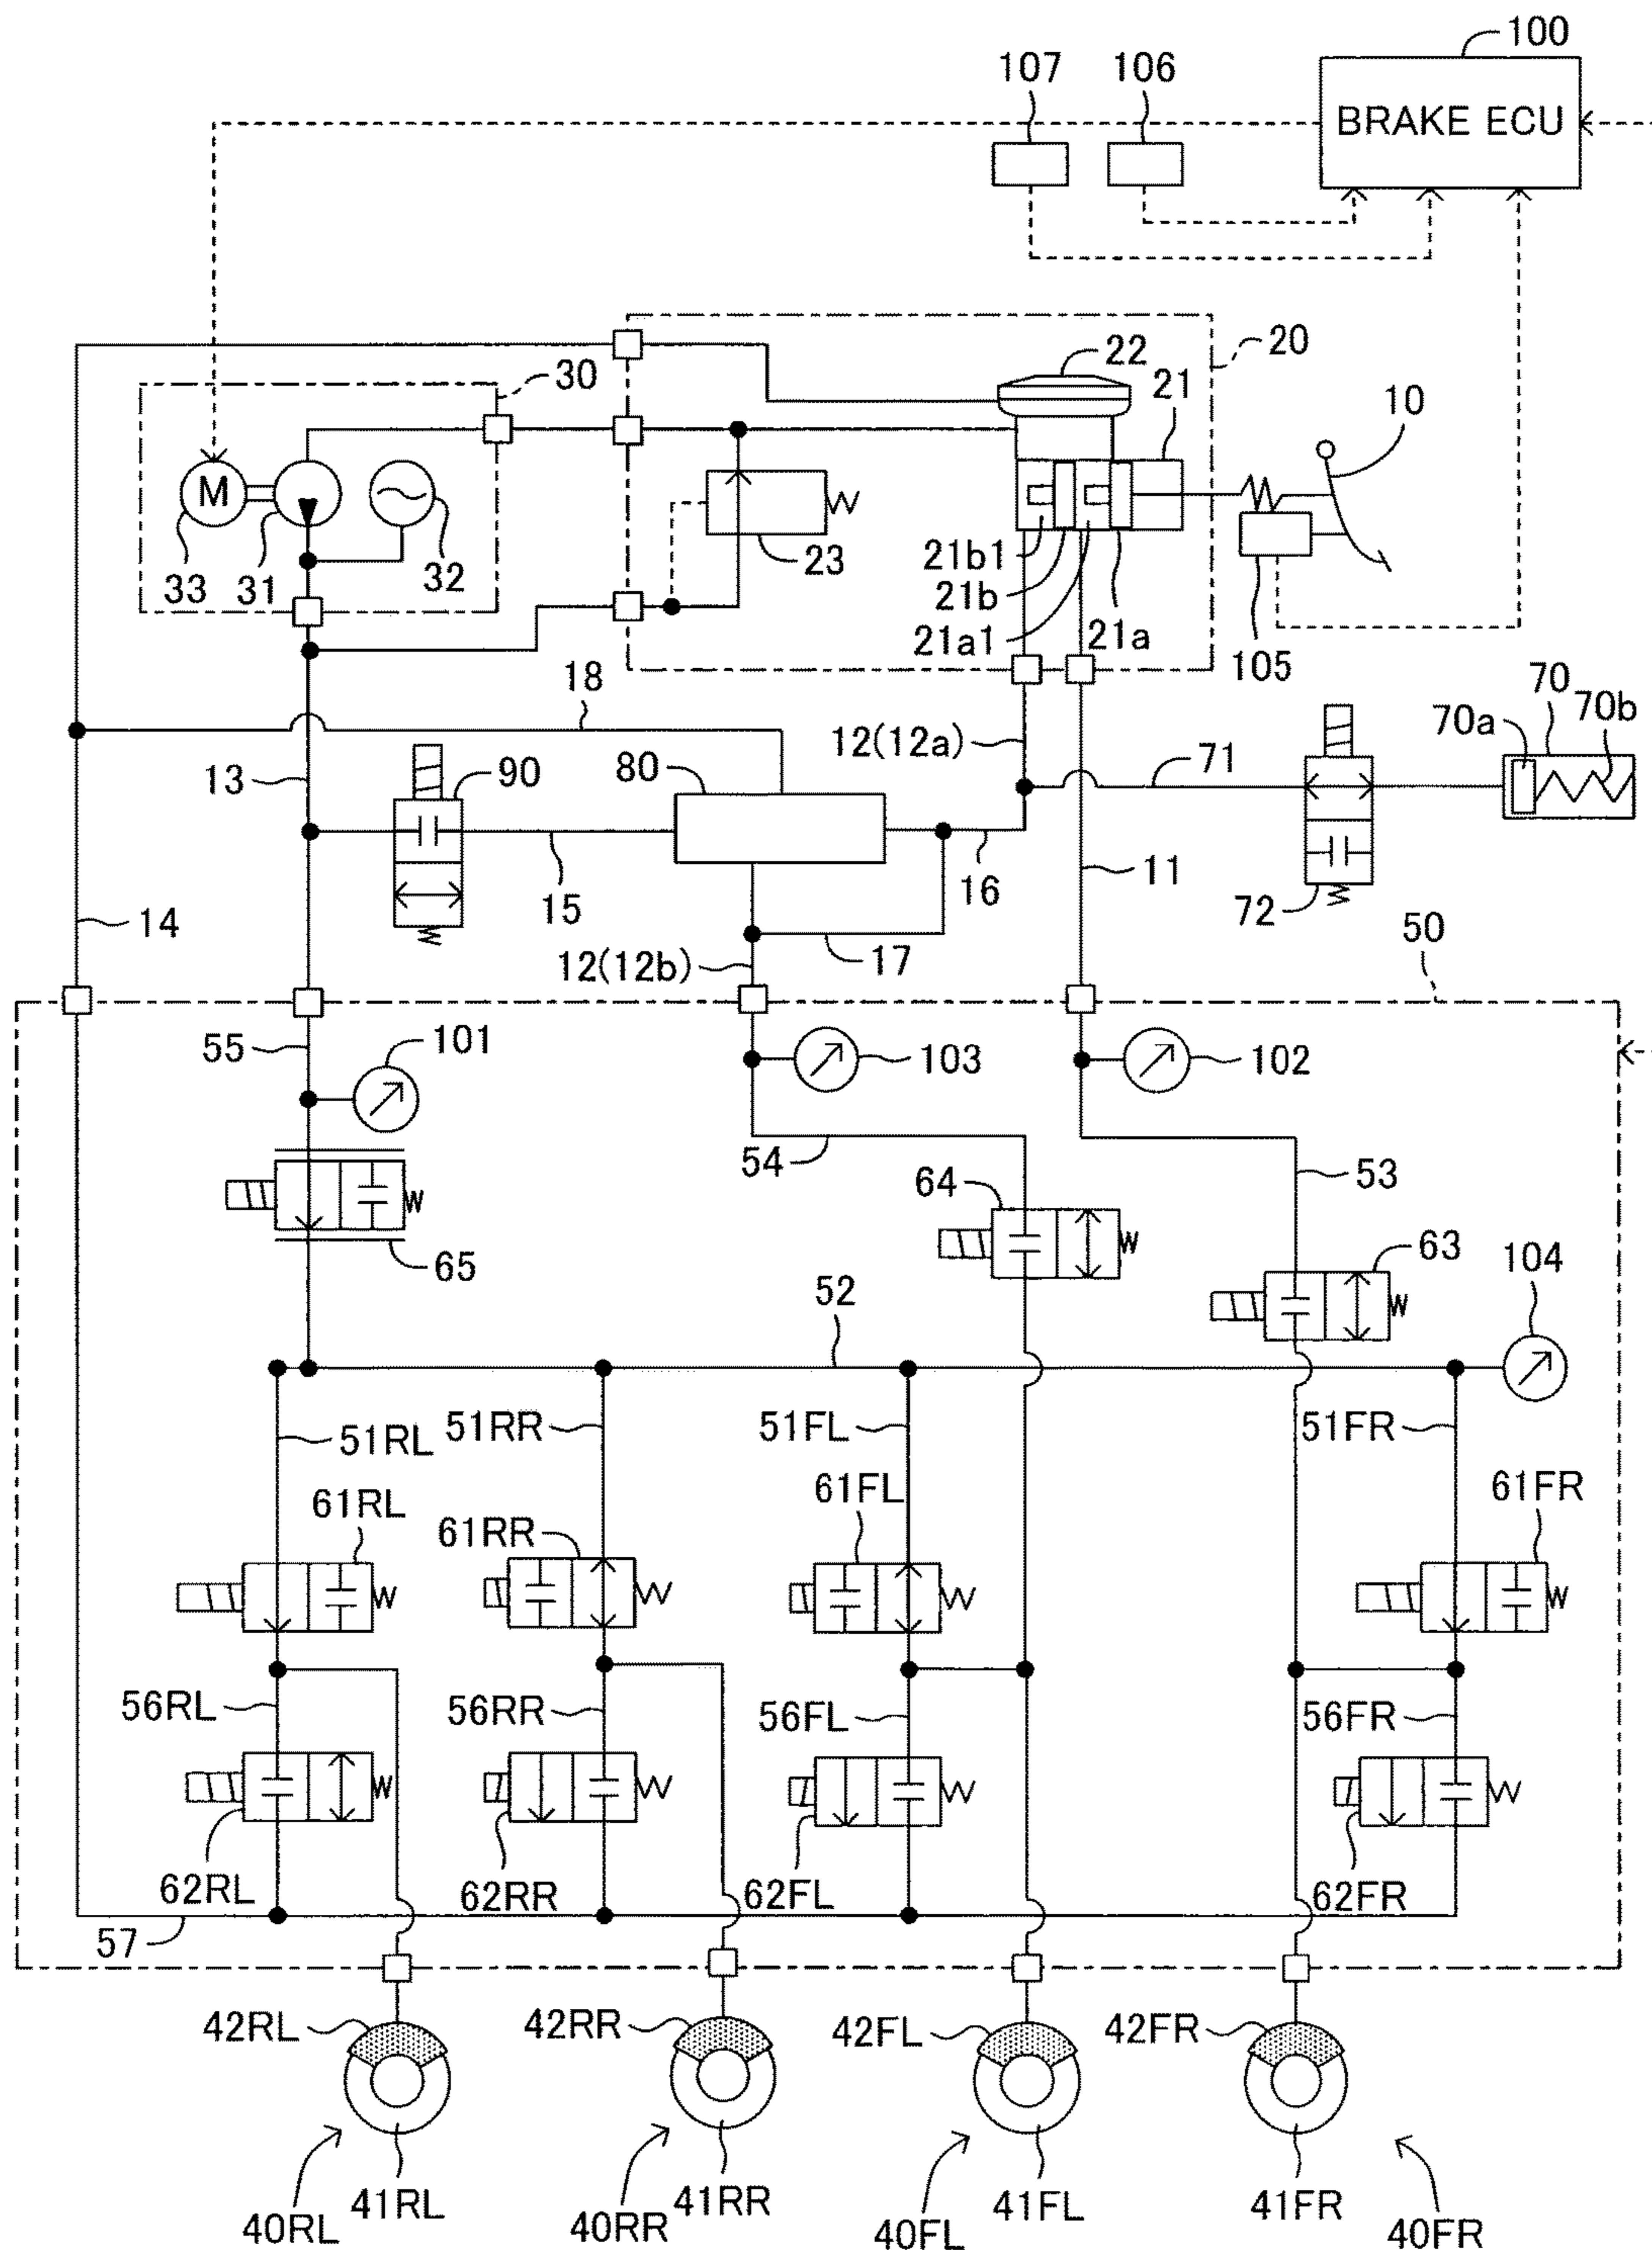 100
107 106
BRAKE ECU
20
22
30
21
10
M
33 31 32
23
21b1
21b
21a1
21a
105
18
70
70a
70b
12(12a)
13
90
80
71
15
16
11
14
72
50
12(12b)
17
55
101
103
102
54
53
64
63
65
104
52
51RL
51RR
51FL
51FR
61RL
61RR
61FL
61FR
56RL
56RR
56FL
56FR
62RL
62RR
62FL
62FR
57
42RL
42RR
42FL
42FR
40RL
41RL
40RR
41RR
40FL
41FL
41FR
40FR